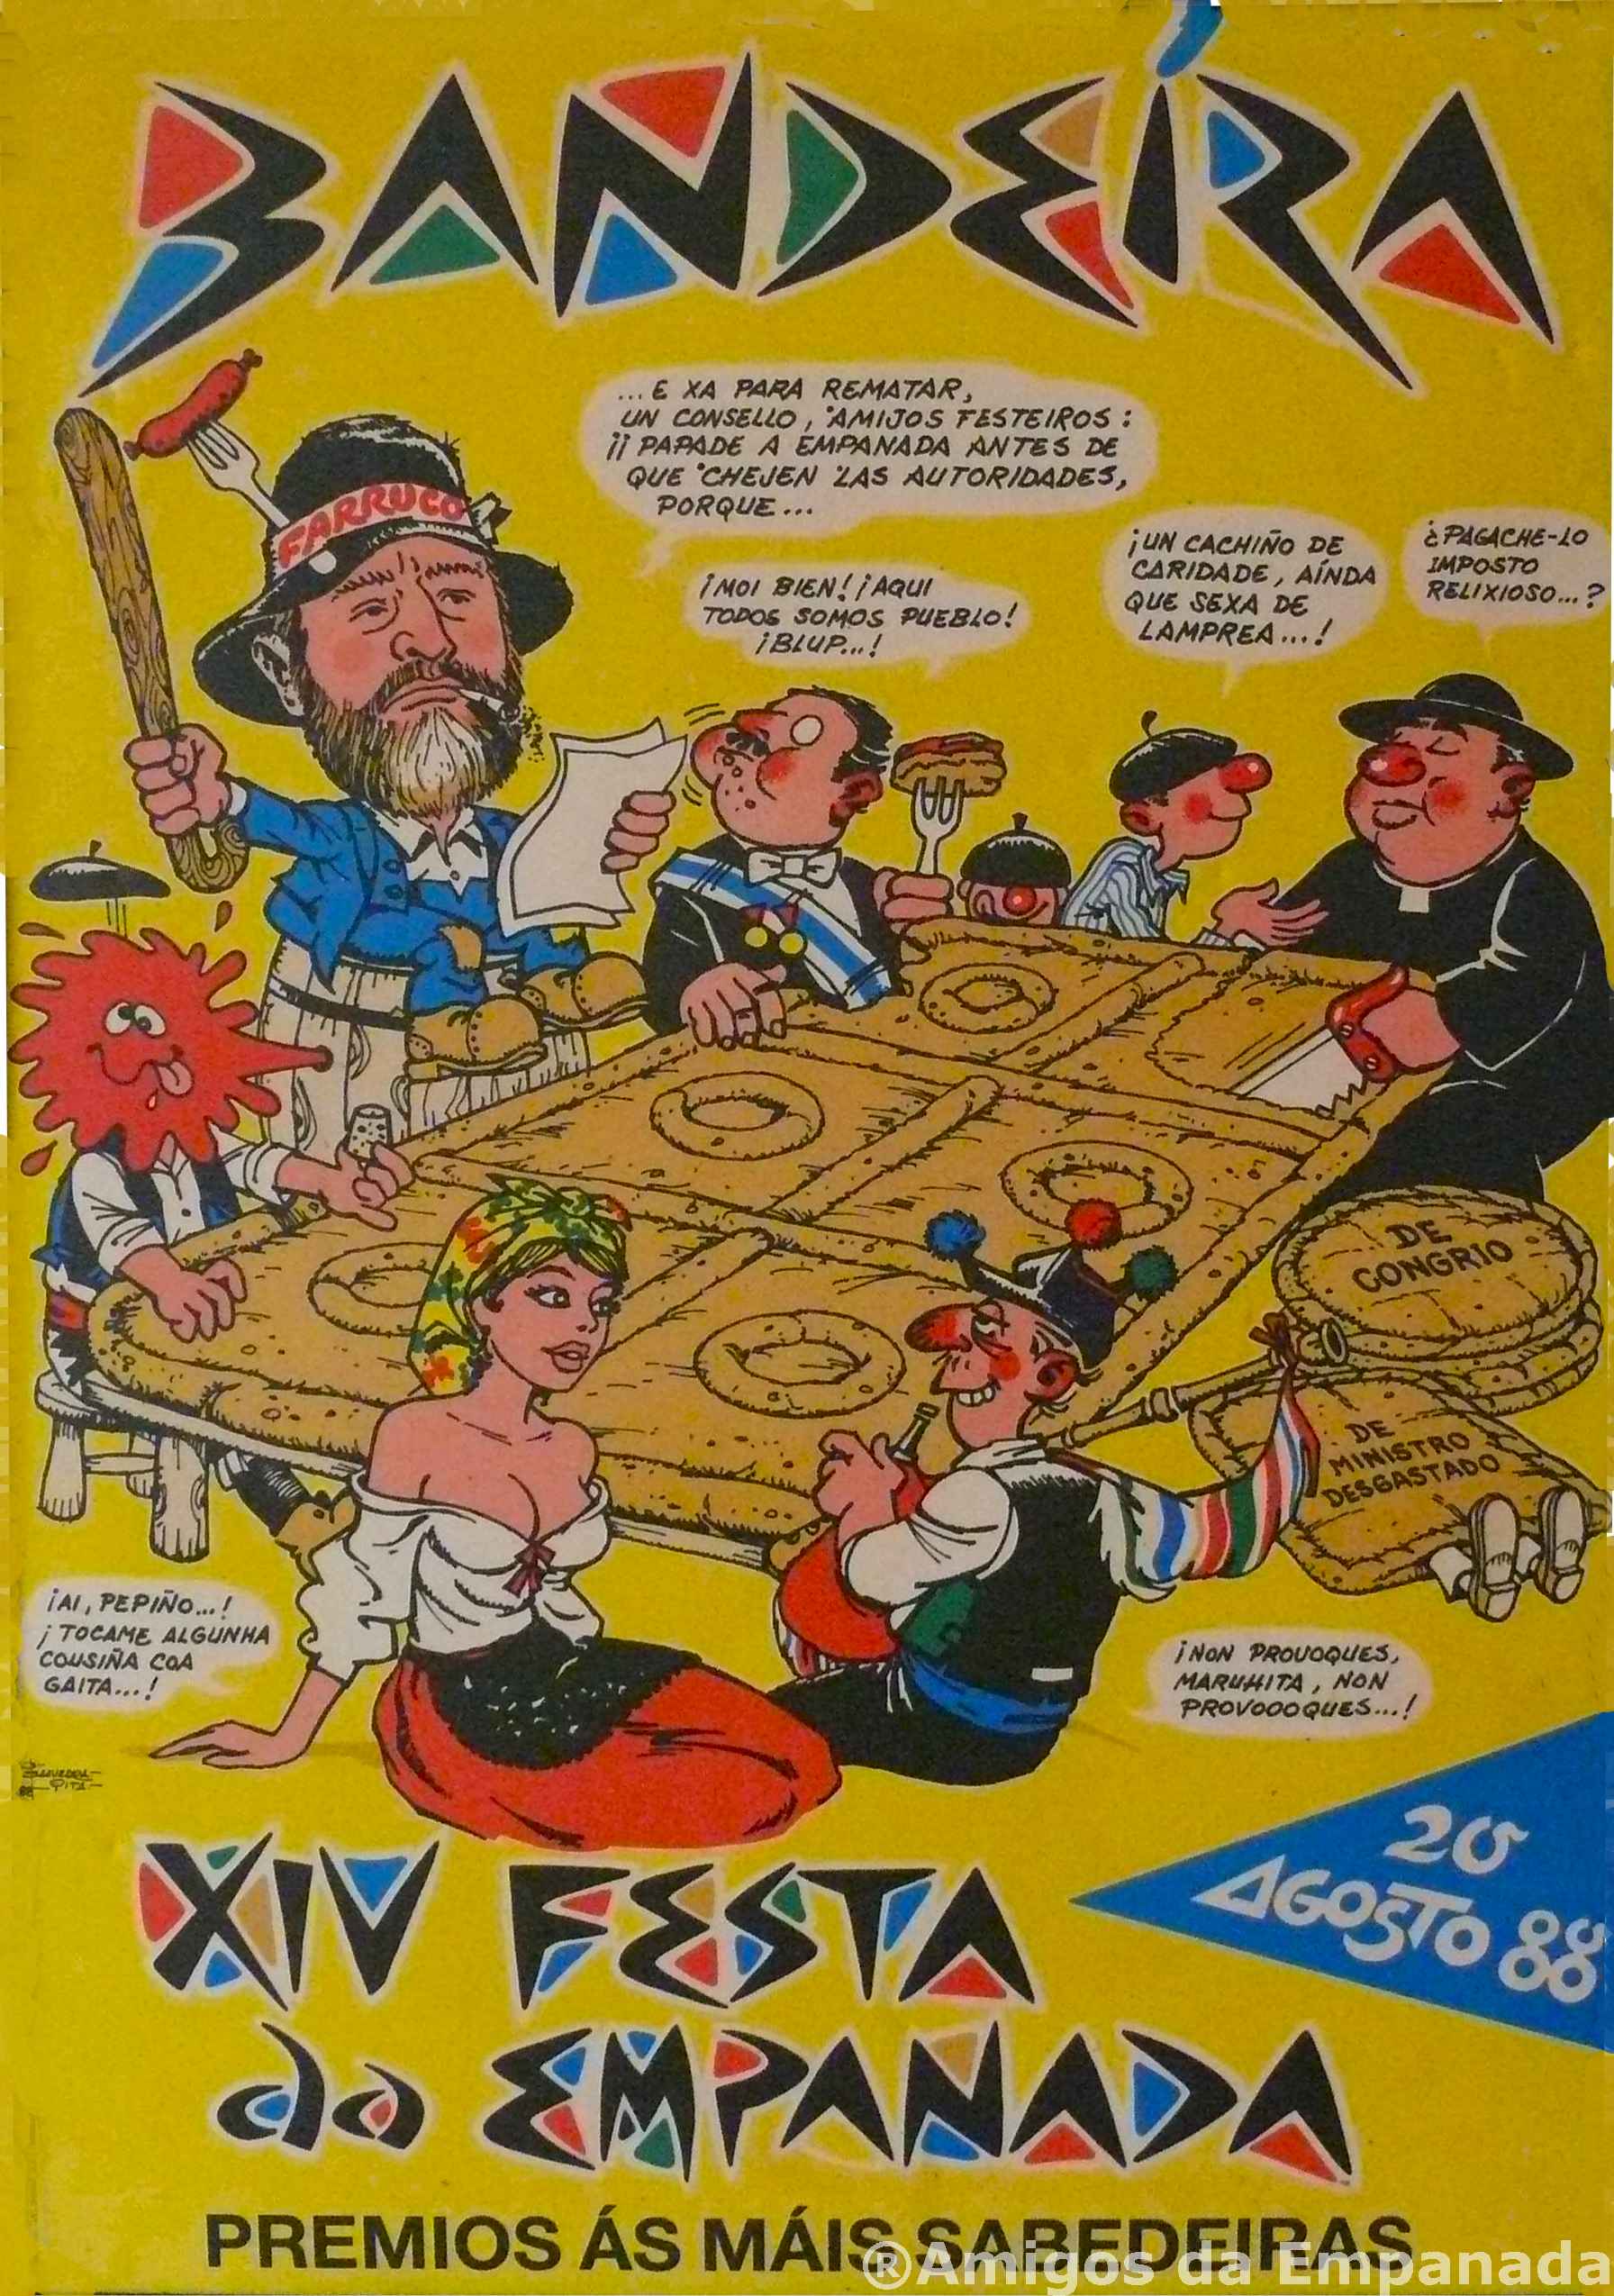 BANDEIRA
...E XA PARA REMATAR,
UN CONSELLO, 'AMIJOS FESTEIROS:
¡¡ PAPADE A EMPANADA ANTES DE
QUE 'CHEJEN 'LAS AUTORIDADES,
PORQUE...
FARRUCO
¡MOI BIEN! ¡AQUI
TODOS SOMOS PUEBLO!
¡BLUP...!
¡UN CACHIÑO DE
CARIDADE, AÍNDA
QUE SEXA DE
LAMPREA...!
¿PAGACHE-LO
IMPOSTO
RELIXIOSO...?
DE
CONGRIO
DE
MINISTRO
DESGASTADO
¡AI, PEPIÑO...!
¡TOCAME ALGUNHA
COUSIÑA COA
GAITA...!
¡NON PROVOQUES,
MARUXITA, NON
PROVOOOQUES...!
20
AGOSTO 88
XIV FESTA
da EMPANADA
PREMIOS ÁS MÁIS SABEDEIRAS
®Amigos da Empanada